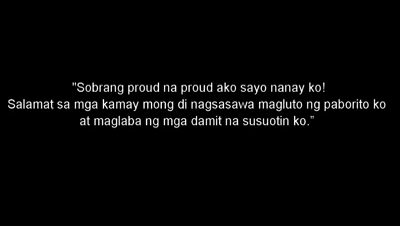 "Sobrang proud na proud ako sayo nanay ko!
Salamat sa mga kamay mong di nagsasawa magluto ng paborito ko
at maglaba ng mga damit na susuotin ko.”